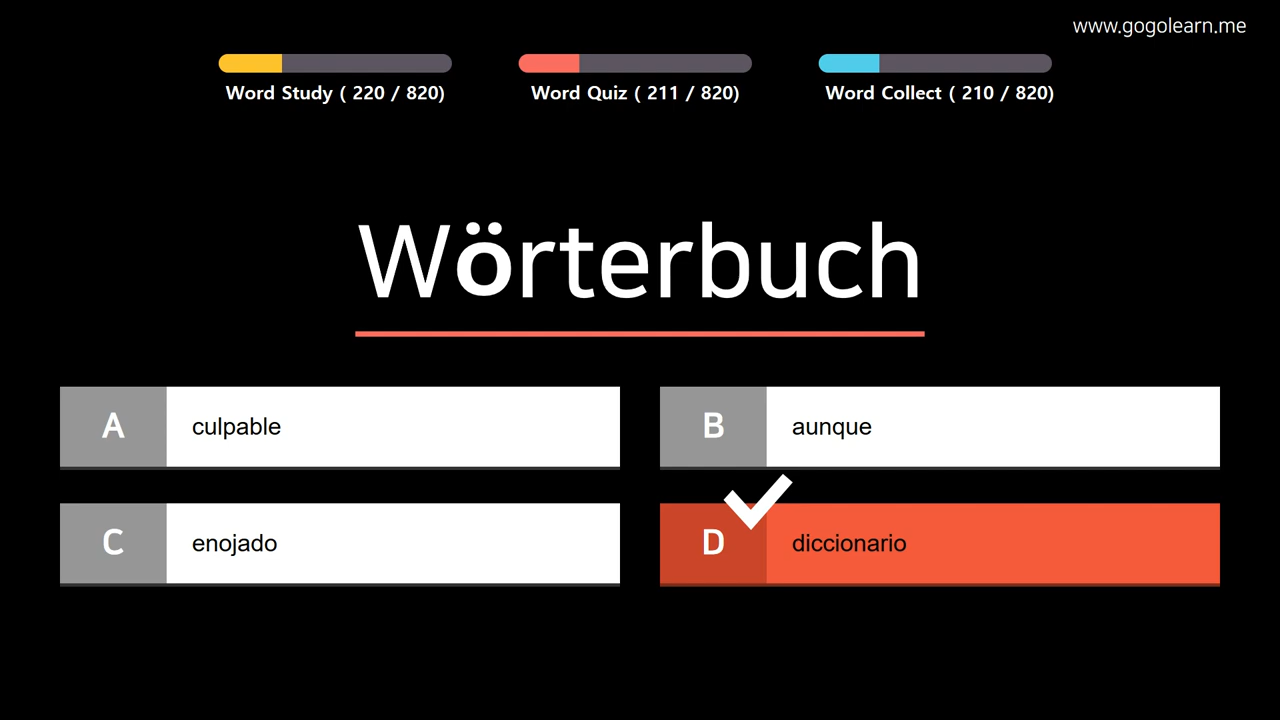 www.gogolearn.me
Word Study ( 220 / 820)
Word Quiz ( 211 / 820)
Word Collect ( 210 / 820)
Wörterbuch
A culpable
B aunque
C enojado
D diccionario